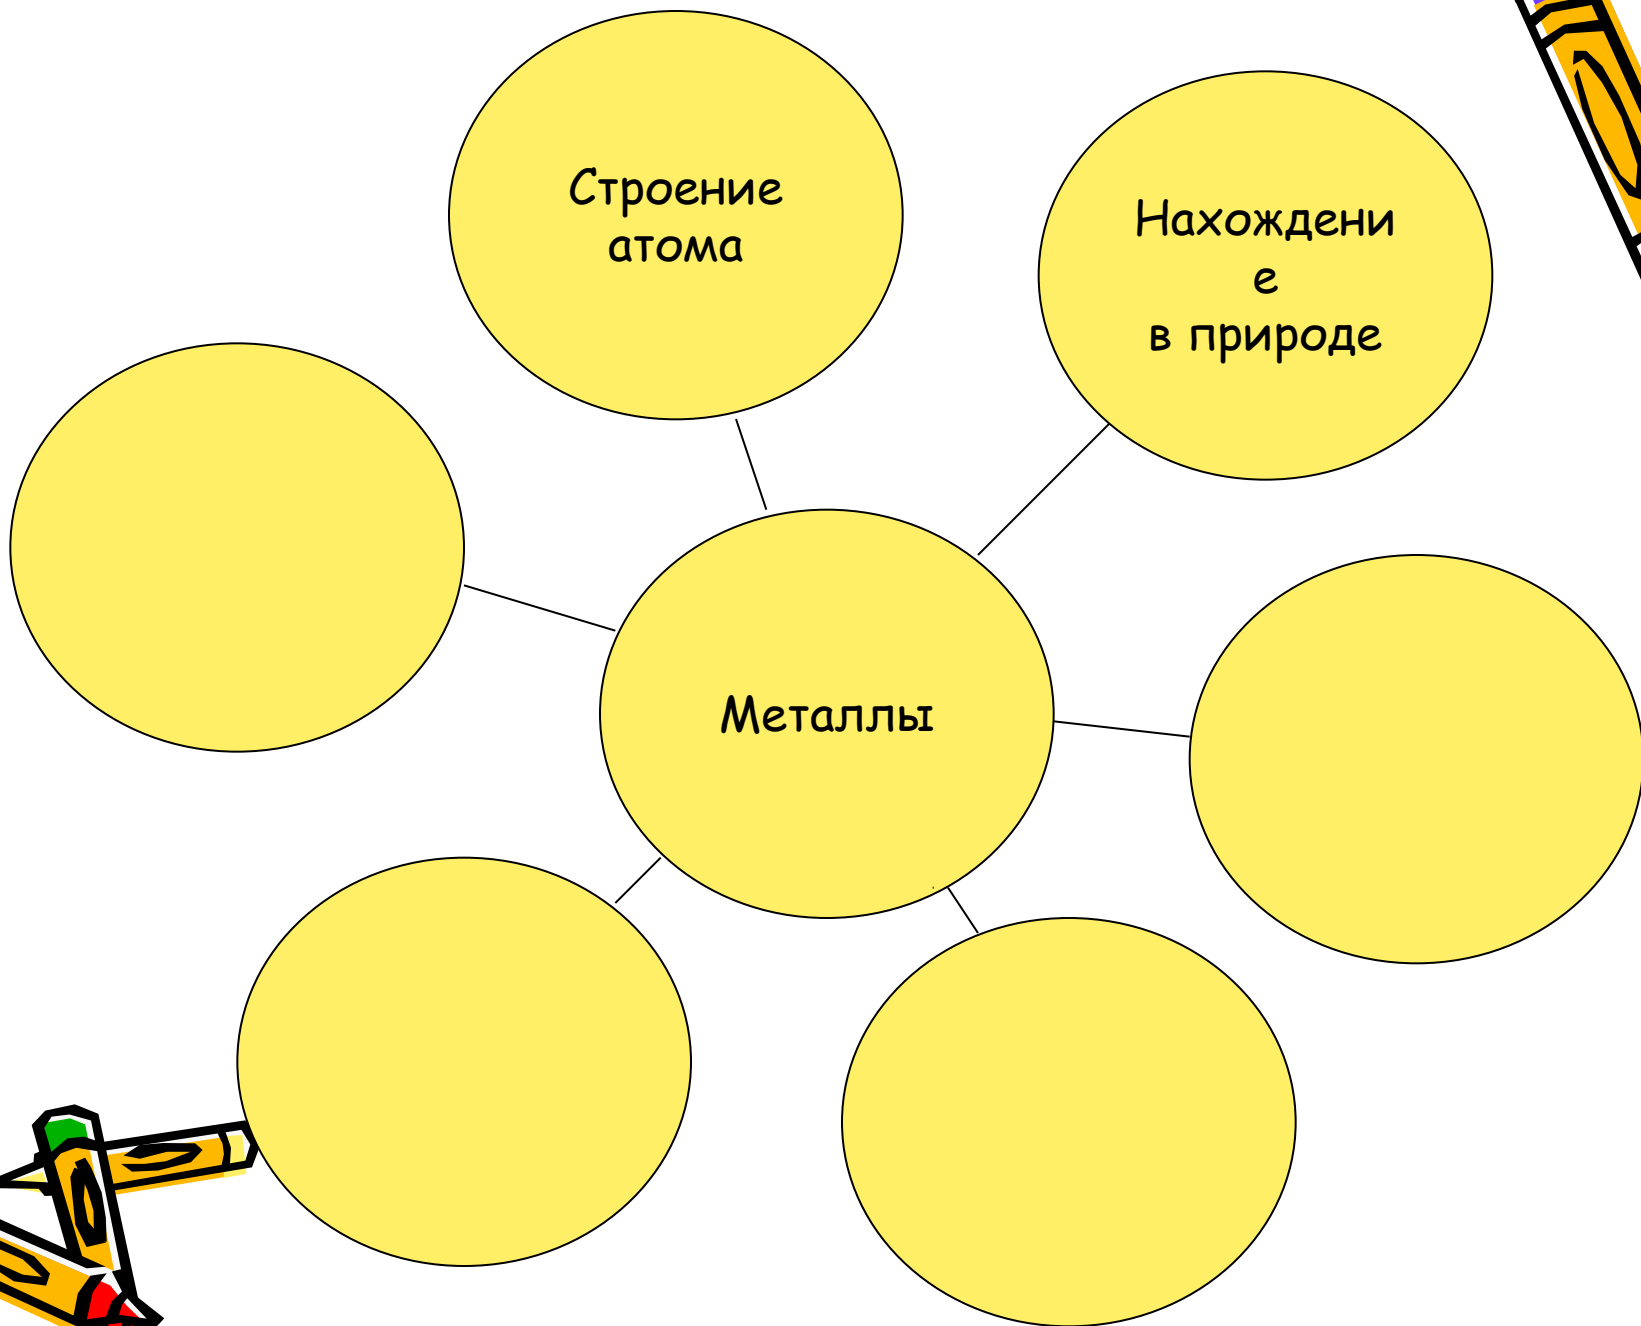 Строение
атома
Нахождени
е
в природе
Металлы